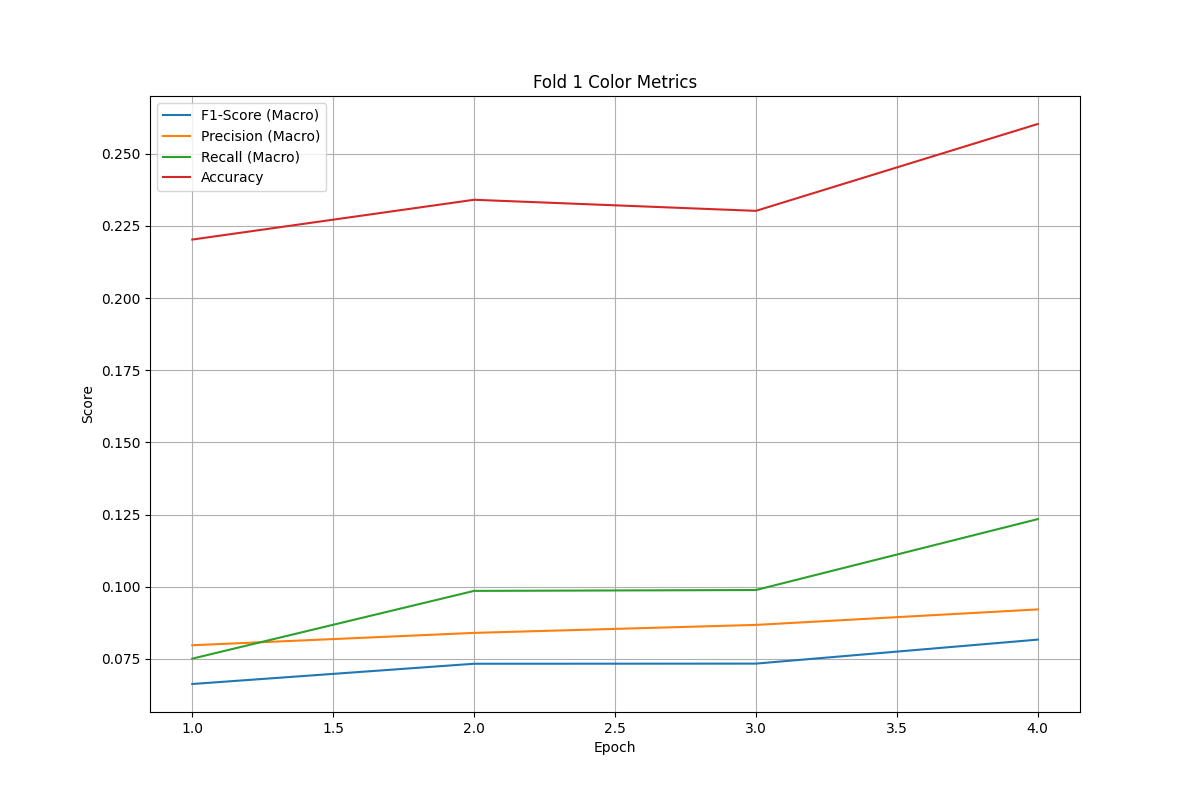 Fold 1 Color Metrics
F1-Score (Macro)
Precision (Macro)
Recall (Macro)
Accuracy
0.250
0.225
0.200
0.175
0.150
0.125
0.100
0.075
Score
1.0 1.5 2.0 2.5 3.0 3.5 4.0
Epoch